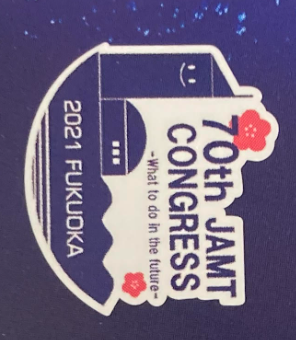 70th JAMT
CONGRESS
-What to do in the future-
2021 FUKUOKA